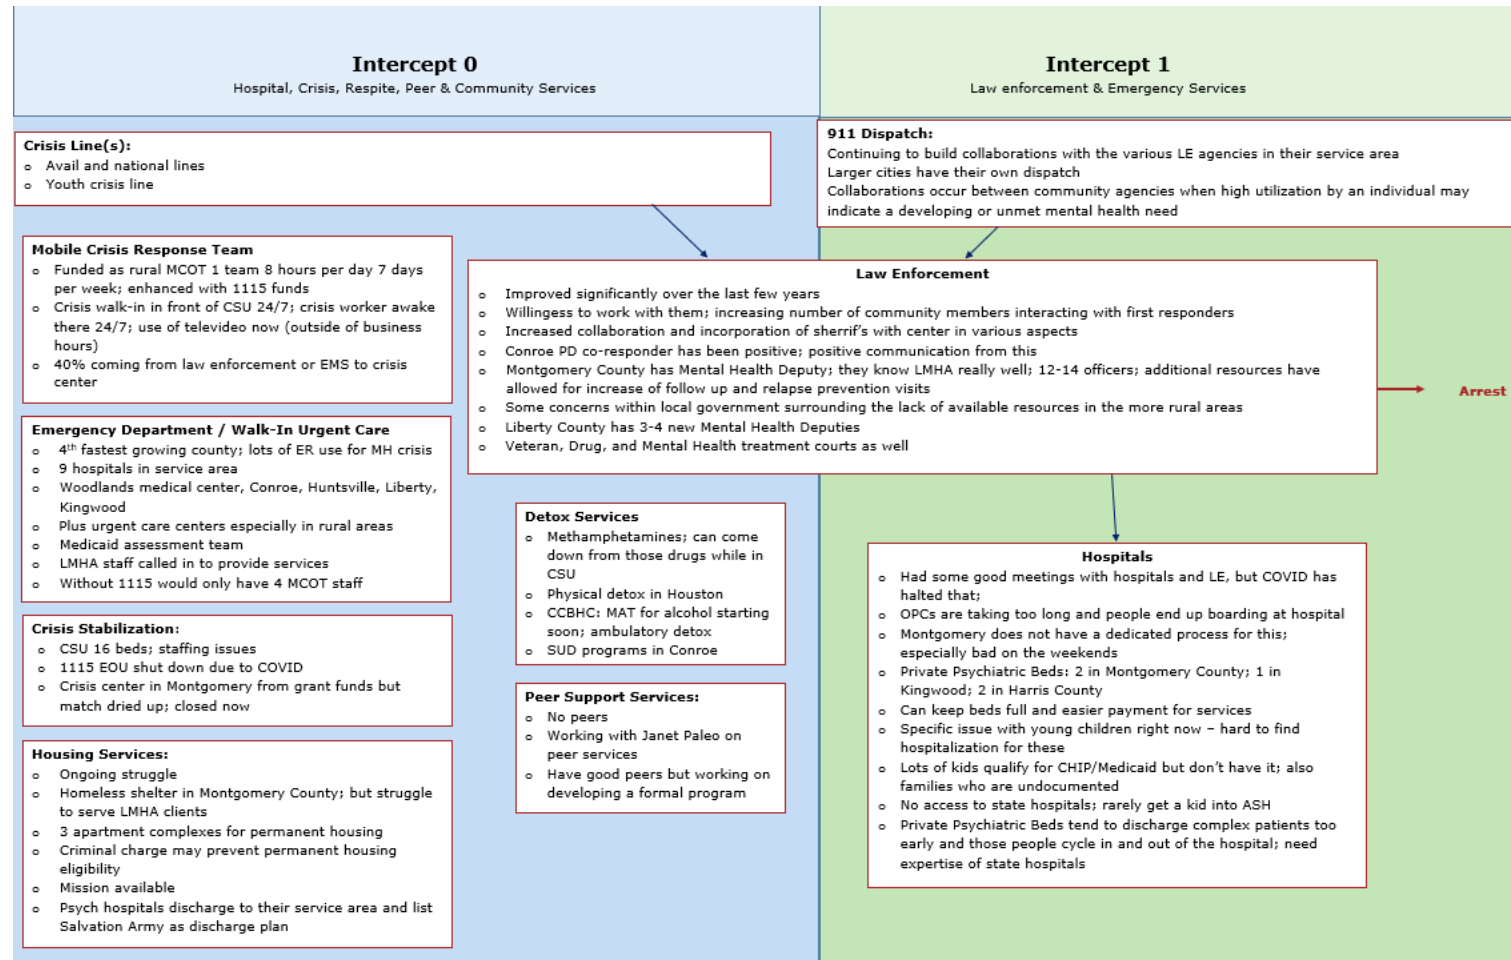 Intercept 0
Hospital, Crisis, Respite, Peer & Community Services
Intercept 1
Law enforcement & Emergency Services
Crisis Line(s):
o Avail and national lines
o Youth crisis line
911 Dispatch:
Continuing to build collaborations with the various LE agencies in their service area
Larger cities have their own dispatch
Collaborations occur between community agencies when high utilization by an individual may
indicate a developing or unmet mental health need
Mobile Crisis Response Team
o Funded as rural MCOT 1 team 8 hours per day 7 days
per week; enhanced with 1115 funds
o Crisis walk-in in front of CSU 24/7; crisis worker awake
there 24/7; use of televideo now (outside of business
hours)
o 40% coming from law enforcement or EMS to crisis
center
Law Enforcement
o Improved significantly over the last few years
o Willingness to work with them; increasing number of community members interacting with first responders
o Increased collaboration and incorporation of sherrif's with center in various aspects
o Conroe PD co-responder has been positive; positive communication from this
o Montgomery County has Mental Health Deputy; they know LMHA really well; 12-14 officers; additional resources have
allowed for increase of follow up and relapse prevention visits
o Some concerns within local government surrounding the lack of available resources in the more rural areas
o Liberty County has 3-4 new Mental Health Deputies
o Veteran, Drug, and Mental Health treatment courts as well
Arrest
Emergency Department / Walk-In Urgent Care
o 4th fastest growing county; lots of ER use for MH crisis
o 9 hospitals in service area
o Woodlands medical center, Conroe, Huntsville, Liberty,
Kingwood
o Plus urgent care centers especially in rural areas
o Medicaid assessment team
o LMHA staff called in to provide services
o Without 1115 would only have 4 MCOT staff
Crisis Stabilization:
o CSU 16 beds; staffing issues
o 1115 EOU shut down due to COVID
o Crisis center in Montgomery from grant funds but
match dried up; closed now
Housing Services:
o Ongoing struggle
o Homeless shelter in Montgomery County; but struggle
to serve LMHA clients
o 3 apartment complexes for permanent housing
o Criminal charge may prevent permanent housing
eligibility
o Mission available
o Psych hospitals discharge to their service area and list
Salvation Army as discharge plan
Detox Services
o Methamphetamines; can come
down from those drugs while in
CSU
o Physical detox in Houston
o CCBHC: MAT for alcohol starting
soon; ambulatory detox
o SUD programs in Conroe
Peer Support Services:
o No peers
o Working with Janet Paleo on
peer services
o Have good peers but working on
developing a formal program
Hospitals
o Had some good meetings with hospitals and LE, but COVID has
halted that;
o OPCs are taking too long and people end up boarding at hospital
o Montgomery does not have a dedicated process for this;
especially bad on the weekends
o Private Psychiatric Beds: 2 in Montgomery County; 1 in
Kingwood; 2 in Harris County
o Can keep beds full and easier payment for services
o Specific issue with young children right now – hard to find
hospitalization for these
o Lots of kids qualify for CHIP/Medicaid but don't have it; also
families who are undocumented
o No access to state hospitals; rarely get a kid into ASH
o Private Psychiatric Beds tend to discharge complex patients too
early and those people cycle in and out of the hospital; need
expertise of state hospitals